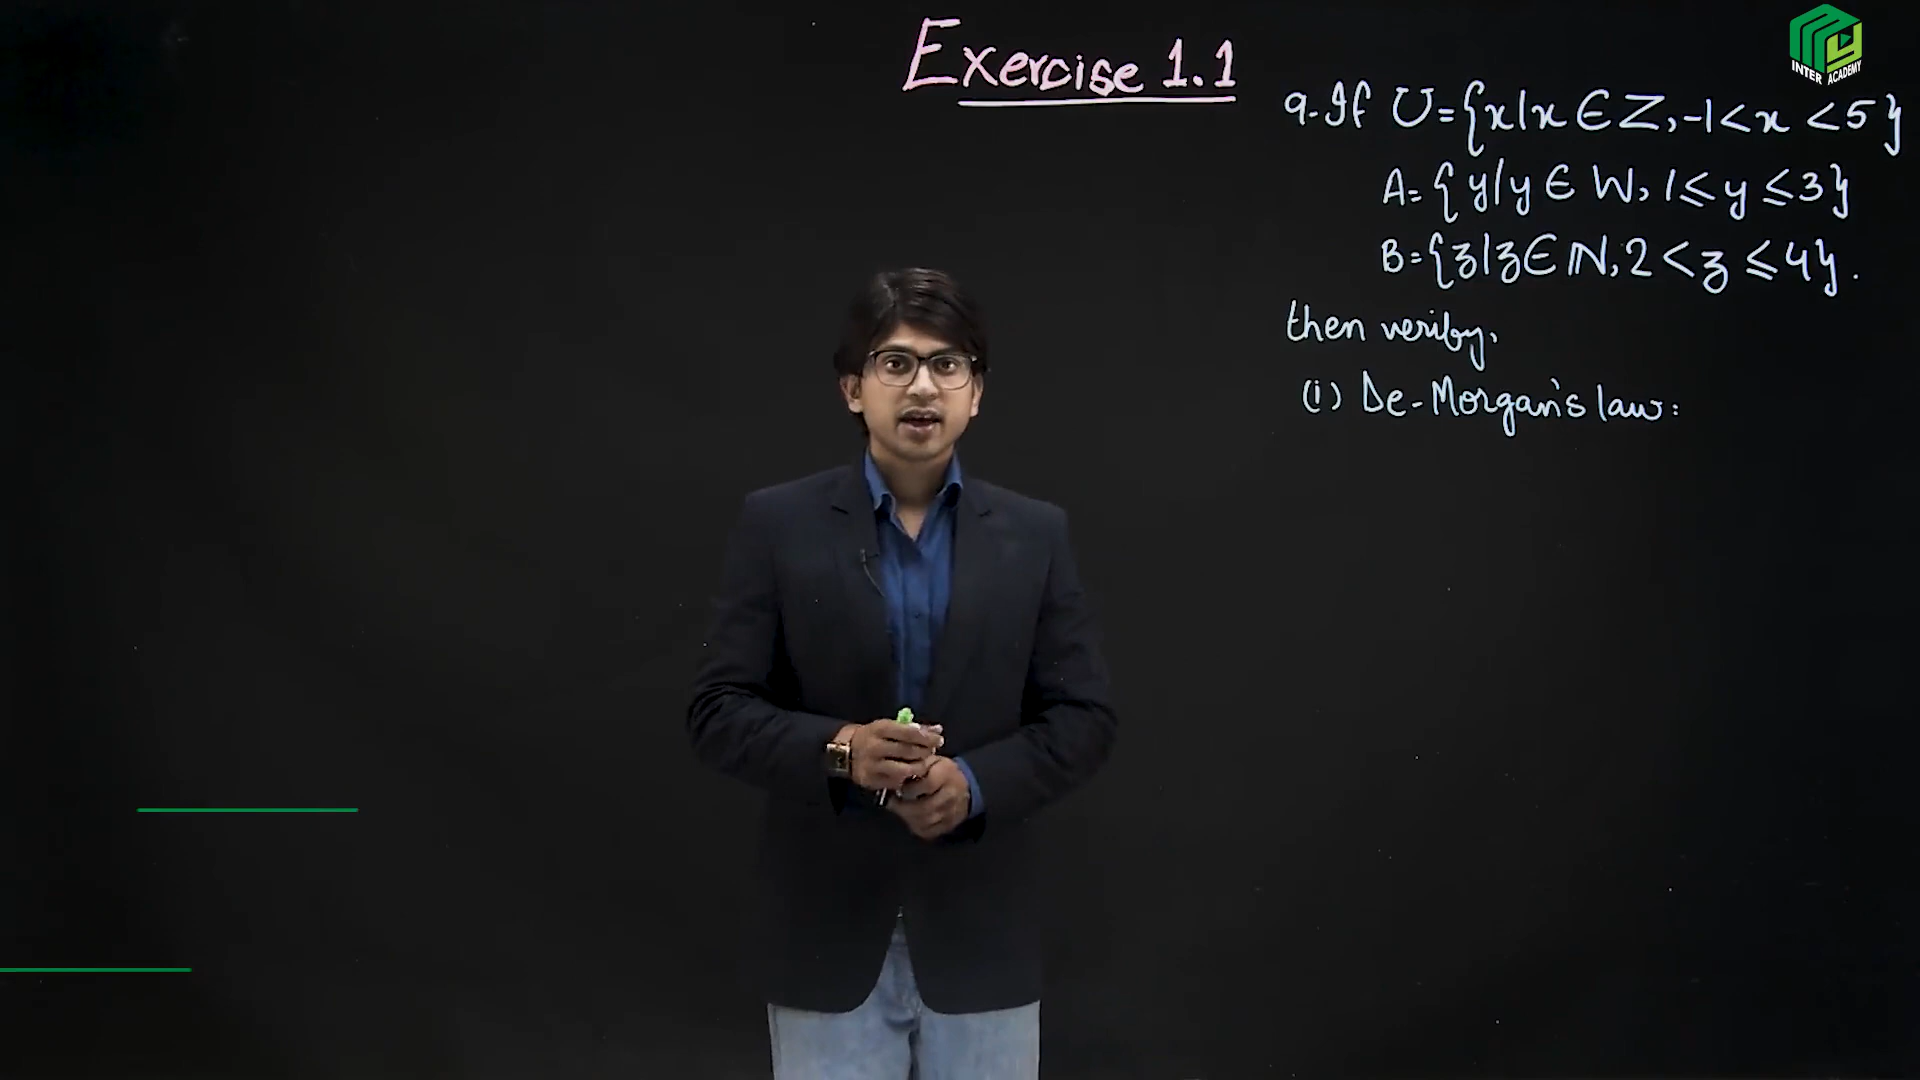 Exercise 1.1
INTER ACADEMY
9. If U={x|x∈Z,-1<x<5}
A={y|y∈W,1≤y≤3}
B={z|z∈N,2<z≤4}.
then verify,
(i) De-Morgan's law: